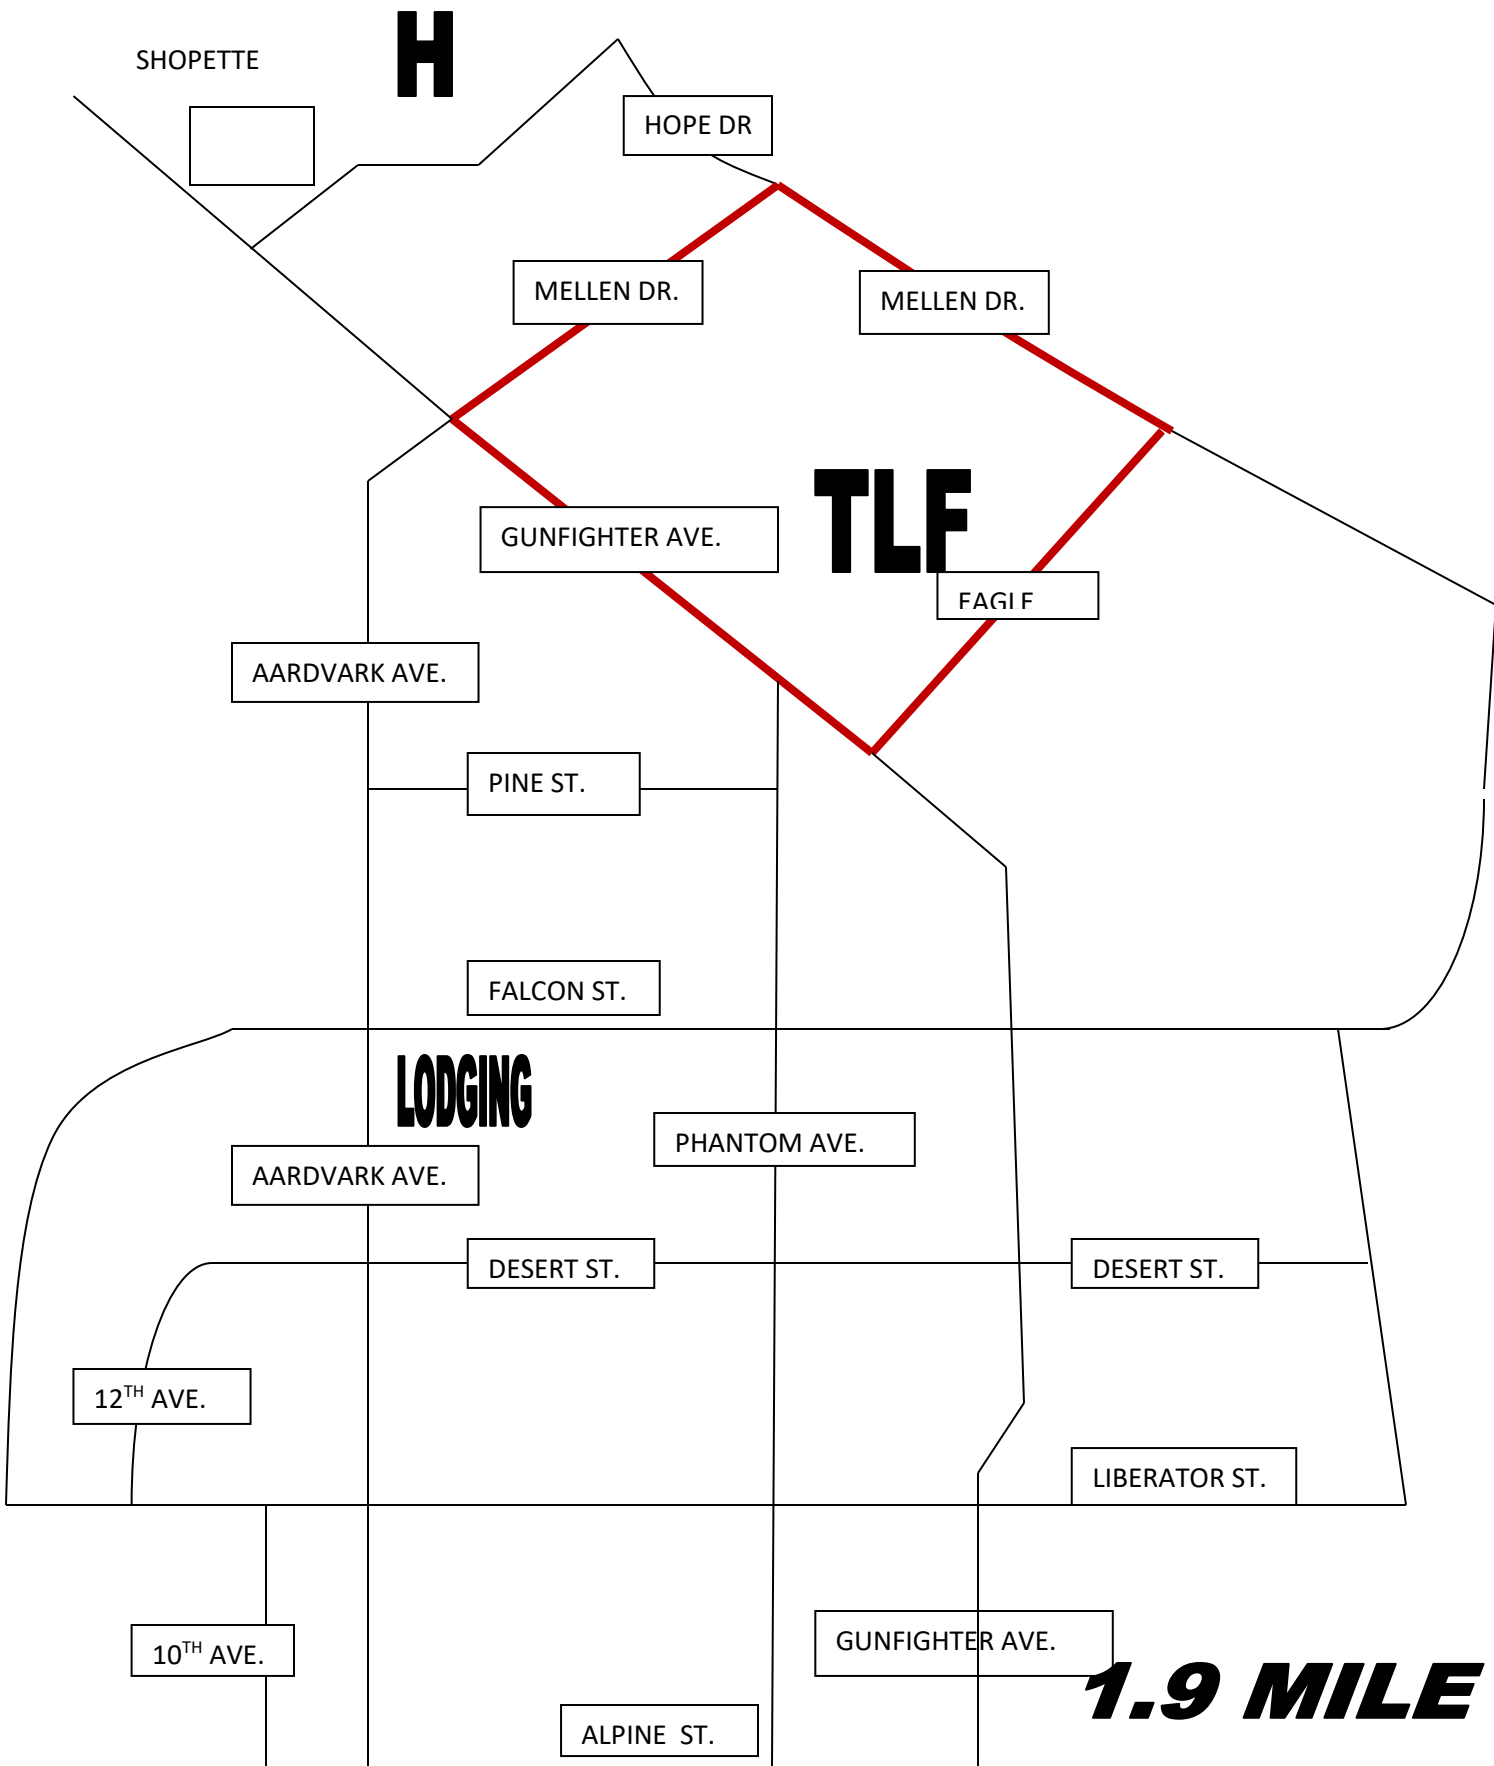 H
SHOPETTE
HOPE DR
MELLEN DR.
MELLEN DR.
TLF
GUNFIGHTER AVE.
EAGLE
AARDVARK AVE.
PINE ST.
FALCON ST.
LODGING
PHANTOM AVE.
AARDVARK AVE.
DESERT ST.
DESERT ST.
12TH AVE.
LIBERATOR ST.
GUNFIGHTER AVE.
10TH AVE.
1.9 MILE
ALPINE ST.